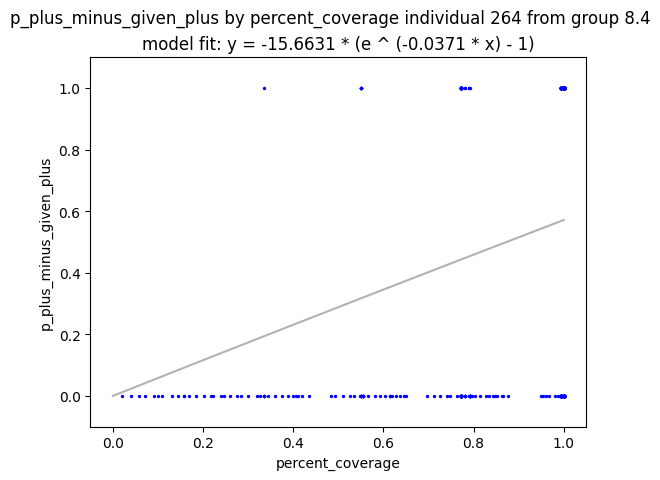 p_plus_minus_given_plus by percent_coverage individual 264 from group 8.4
model fit: y = -15.6631 * (e ^ (-0.0371 * x) - 1)
1.0
0.8
0.6
0.4
0.2
0.0
p_plus_minus_given_plus
0.0 0.2 0.4 0.6 0.8 1.0
percent_coverage